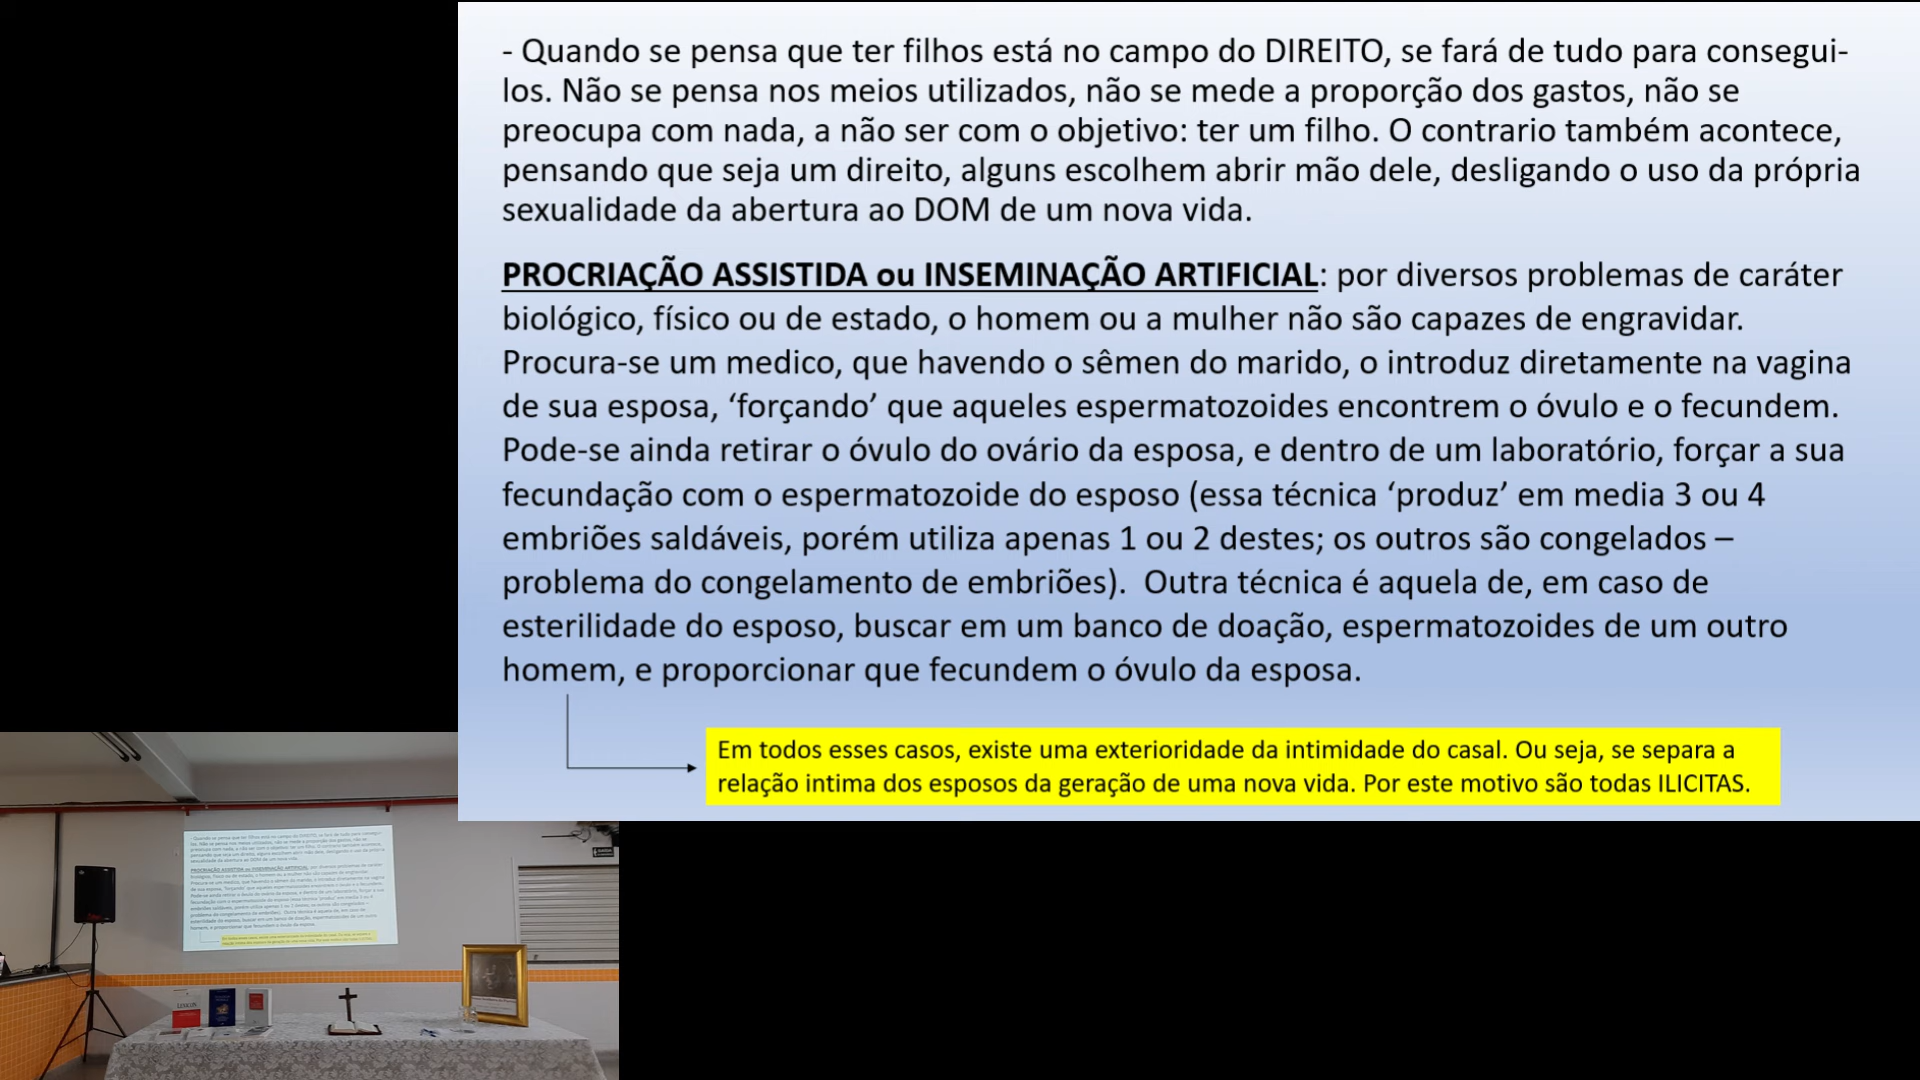 - Quando se pensa que ter filhos está no campo do DIREITO, se fará de tudo para consegui-
los. Não se pensa nos meios utilizados, não se mede a proporção dos gastos, não se
preocupa com nada, a não ser com o objetivo: ter um filho. O contrario também acontece,
pensando que seja um direito, alguns escolhem abrir mão dele, desligando o uso da própria
sexualidade da abertura ao DOM de um nova vida.
PROCRIAÇÃO ASSISTIDA ou INSEMINAÇÃO ARTIFICIAL: por diversos problemas de caráter
biológico, físico ou de estado, o homem ou a mulher não são capazes de engravidar.
Procura-se um medico, que havendo o sêmen do marido, o introduz diretamente na vagina
de sua esposa, ‘forçando’ que aqueles espermatozoides encontrem o óvulo e o fecundem.
Pode-se ainda retirar o óvulo do ovário da esposa, e dentro de um laboratório, forçar a sua
fecundação com o espermatozoide do esposo (essa técnica ‘produz’ em media 3 ou 4
embriões saldáveis, porém utiliza apenas 1 ou 2 destes; os outros são congelados –
problema do congelamento de embriões).  Outra técnica é aquela de, em caso de
esterilidade do esposo, buscar em um banco de doação, espermatozoides de um outro
homem, e proporcionar que fecundem o óvulo da esposa.
Em todos esses casos, existe uma exterioridade da intimidade do casal. Ou seja, se separa a
relação intima dos esposos da geração de uma nova vida. Por este motivo são todas ILICITAS.